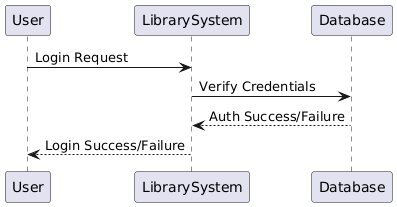 User LibrarySystem Database
Login Request
Verify Credentials
Auth Success/Failure
Login Success/Failure
User LibrarySystem Database